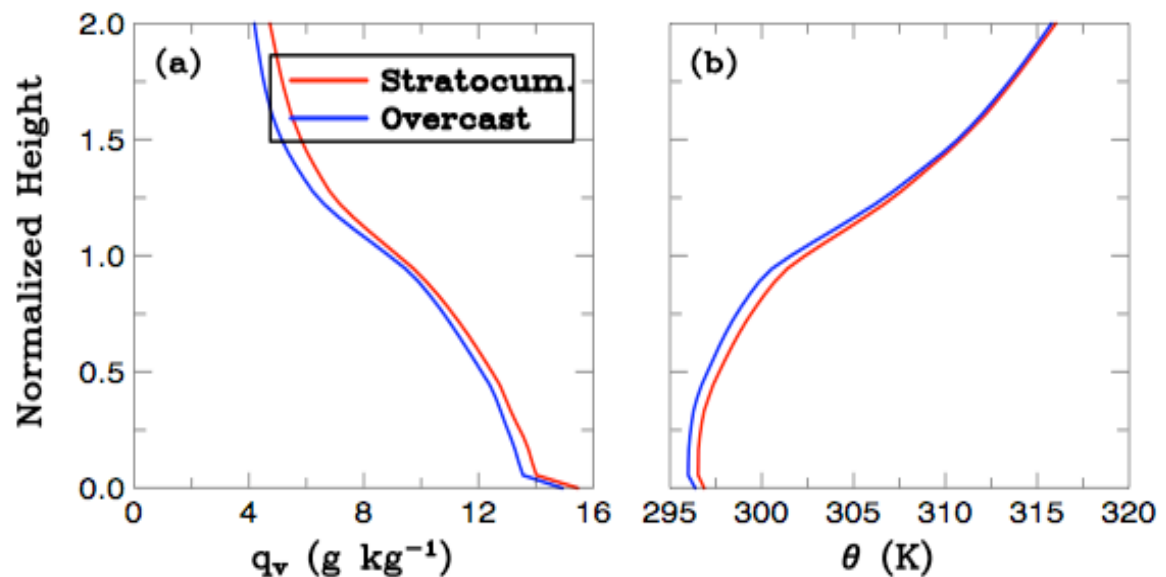 Normalized Height
2.0
1.5
1.0
0.5
0.0
(a)
Stratocum.
Overcast
0 4 8 12 16
q_v (g kg⁻¹)
(b)
295 300 305 310 315 320
θ (K)